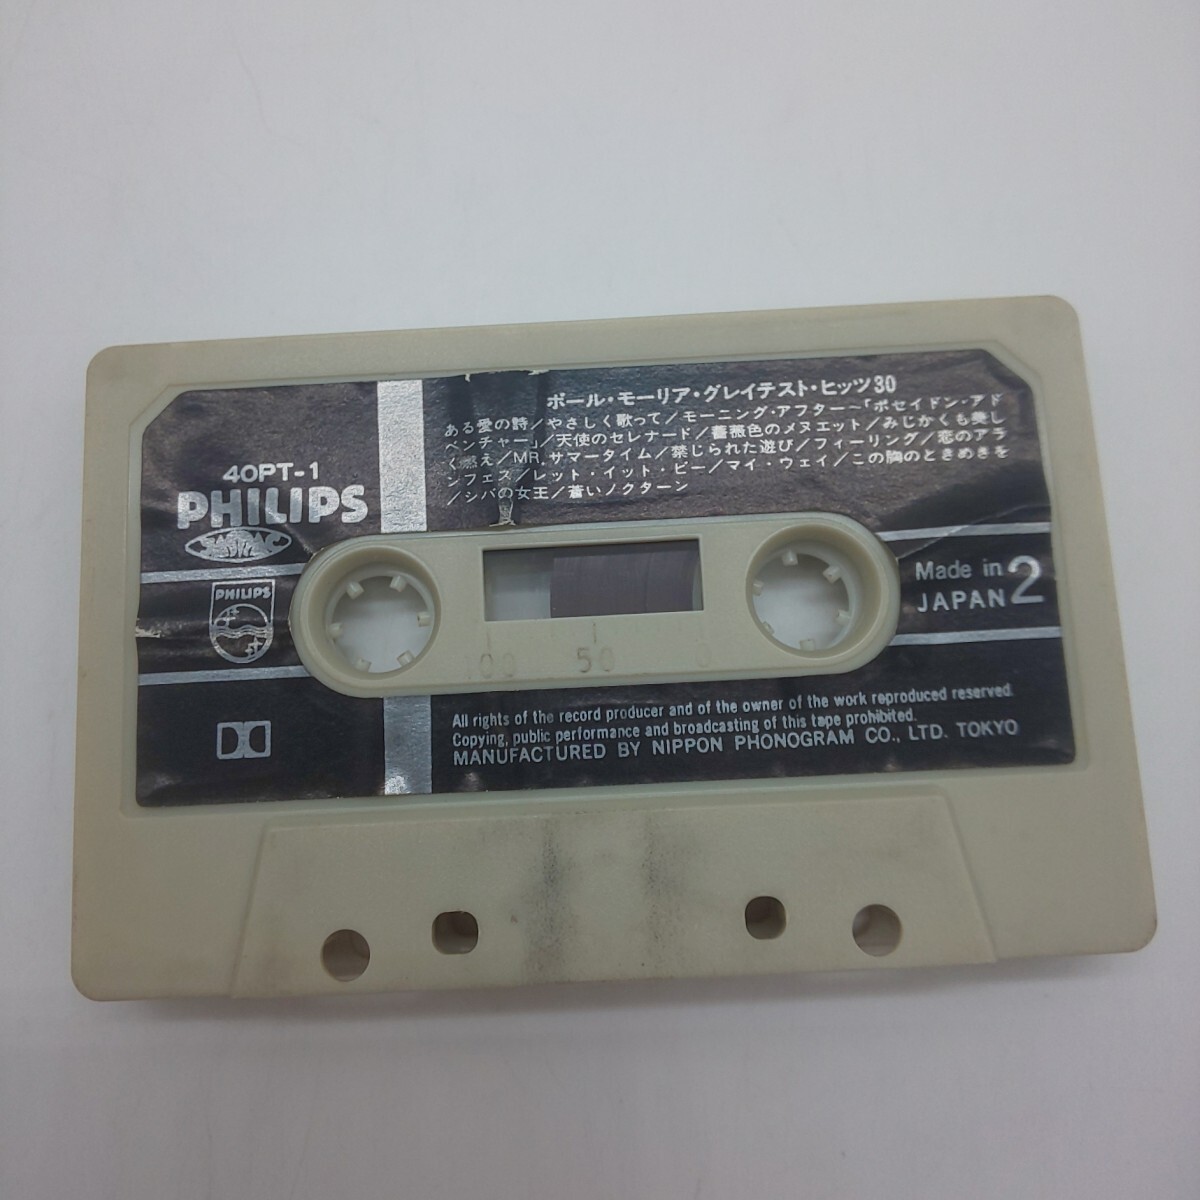 ポール・モーリア・グレイテスト・ヒッツ30
ある愛の詩/やさしく歌って/モーニング・アフター～「ポセイドン・アド
ベンチャー」/天使のセレナード/薔薇色のメヌエット/みじかくも美し
く燃え/MR.サマータイム/禁じられた遊び/フィーリング/恋のアラ
ンフェス/レット・イット・ビー/マイ・ウェイ/この胸のときめきを
/シバの女王/蒼いノクターン
40PT-1
PHILIPS
JASRAC
PHILIPS
Made in
JAPAN 2
100 50 0
All rights of the record producer and of the owner of the work reproduced reserved.
Copying, public performance and broadcasting of this tape prohibited.
MANUFACTURED BY NIPPON PHONOGRAM CO., LTD. TOKYO